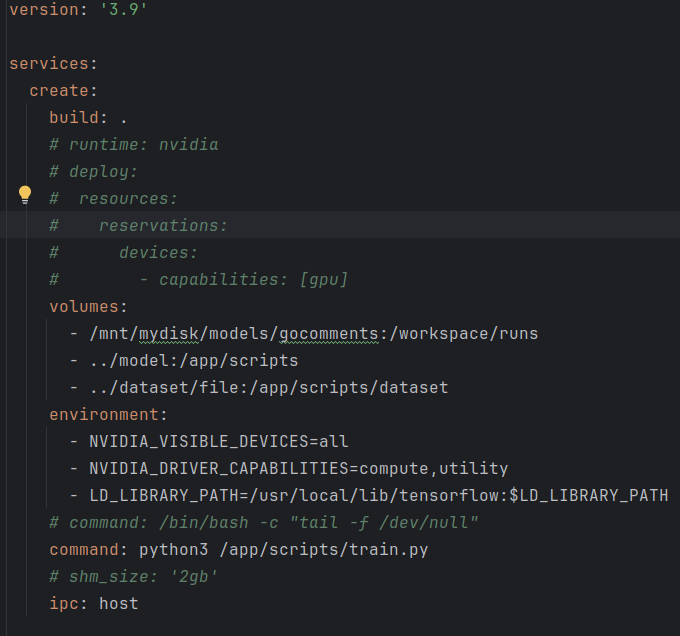 version: '3.9'

services:
  create:
    build: .
    # runtime: nvidia
    # deploy:
    #  resources:
    #    reservations:
    #      devices:
    #        - capabilities: [gpu]
    volumes:
      - /mnt/mydisk/models/gocomments:/workspace/runs
      - ../model:/app/scripts
      - ../dataset/file:/app/scripts/dataset
    environment:
      - NVIDIA_VISIBLE_DEVICES=all
      - NVIDIA_DRIVER_CAPABILITIES=compute,utility
      - LD_LIBRARY_PATH=/usr/local/lib/tensorflow:$LD_LIBRARY_PATH
    # command: /bin/bash -c "tail -f /dev/null"
    command: python3 /app/scripts/train.py
    # shm_size: '2gb'
    ipc: host